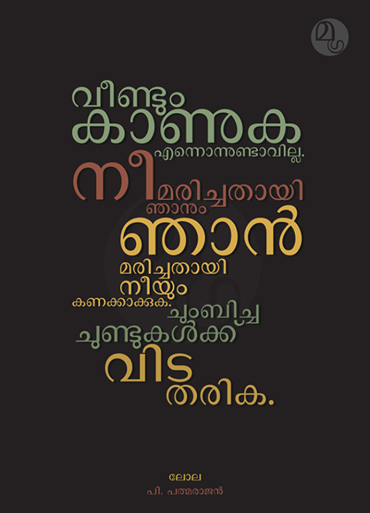 വീണ്ടും
കാണുക
എന്നൊന്നുണ്ടാവില്ല.
നീ മരിച്ചതായി
ഞാനും
ഞാൻ
മരിച്ചതായി
നീയും
കണക്കാക്കുക. ചുംബിച്ച
ചുണ്ടുകൾക്ക്
വിട
തരിക.
ലോല
പി. പത്മരാജൻ